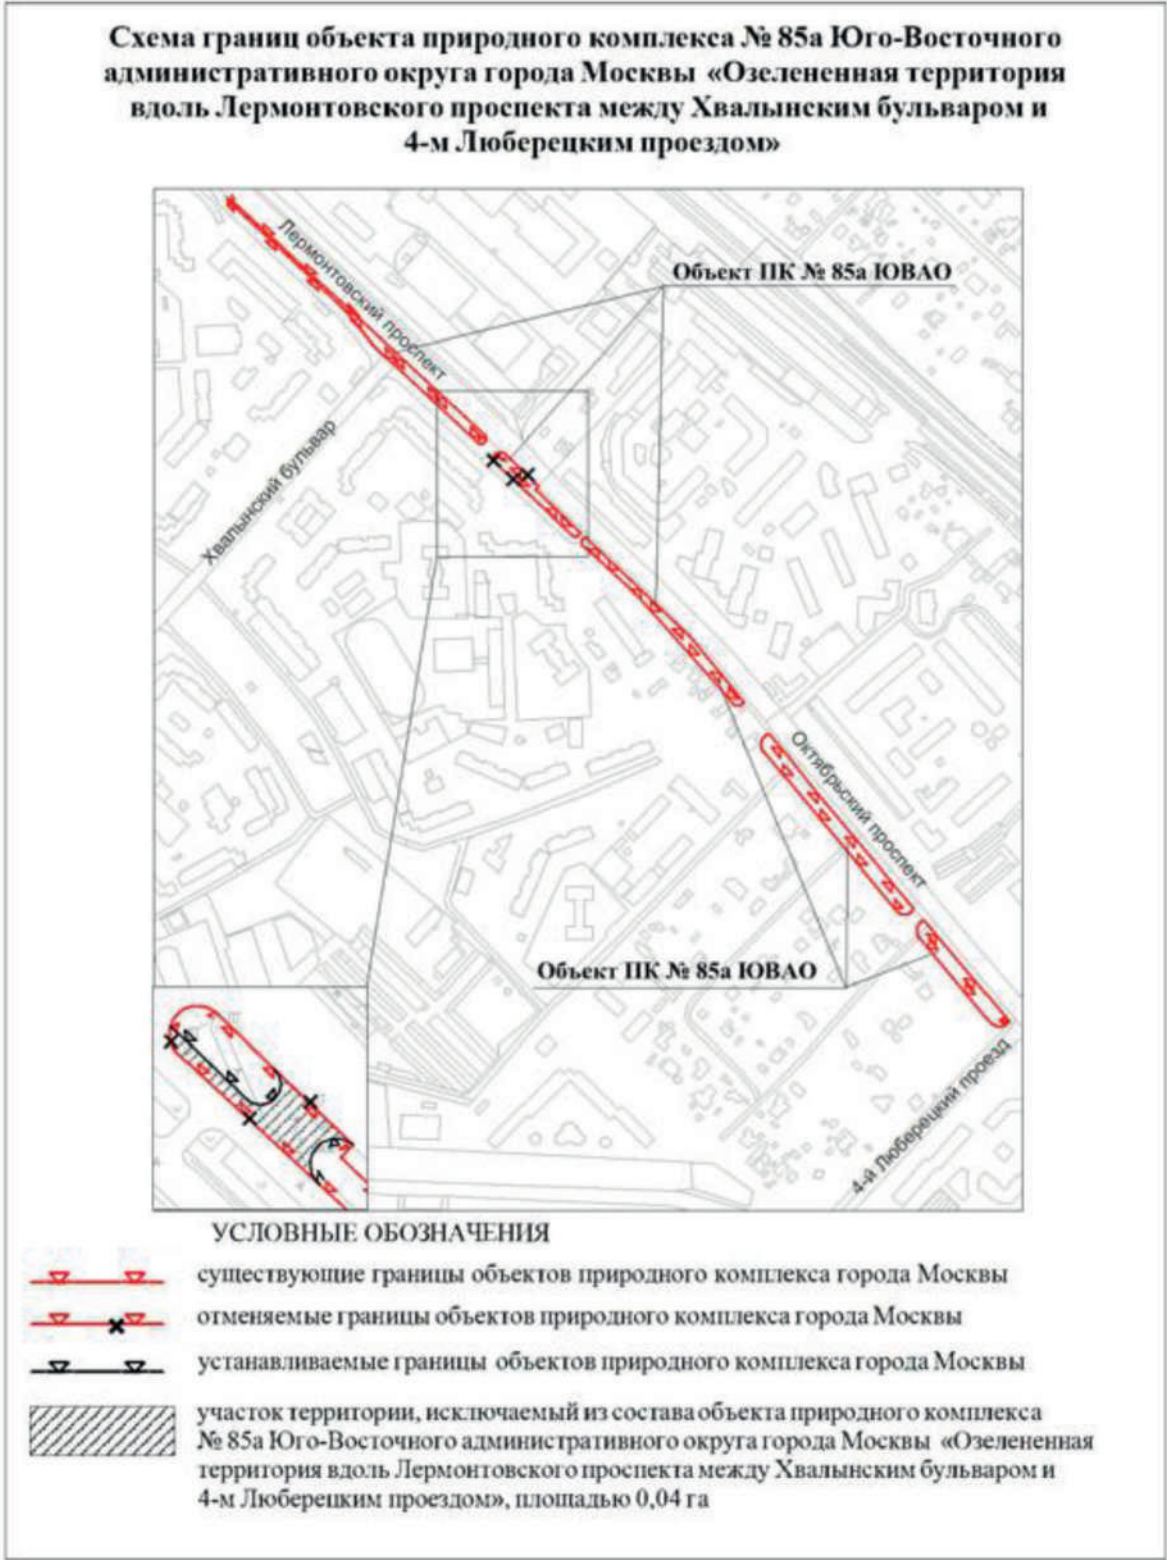 Схема границ объекта природного комплекса № 85а Юго-Восточного
административного округа города Москвы «Озелененная территория
вдоль Лермонтовского проспекта между Хвалынским бульваром и
4-м Люберецким проездом»
Лермонтовский проспект
Объект ПК № 85а ЮВАО
Хвалынский бульвар
Октябрьский проспект
Объект ПК № 85а ЮВАО
4-й Люберецкий проезд
УСЛОВНЫЕ ОБОЗНАЧЕНИЯ
существующие границы объектов природного комплекса города Москвы
отменяемые границы объектов природного комплекса города Москвы
устанавливаемые границы объектов природного комплекса города Москвы
участок территории, исключаемый из состава объекта природного комплекса
№ 85а Юго-Восточного административного округа города Москвы «Озелененная
территория вдоль Лермонтовского проспекта между Хвалынским бульваром и
4-м Люберецким проездом», площадью 0,04 га